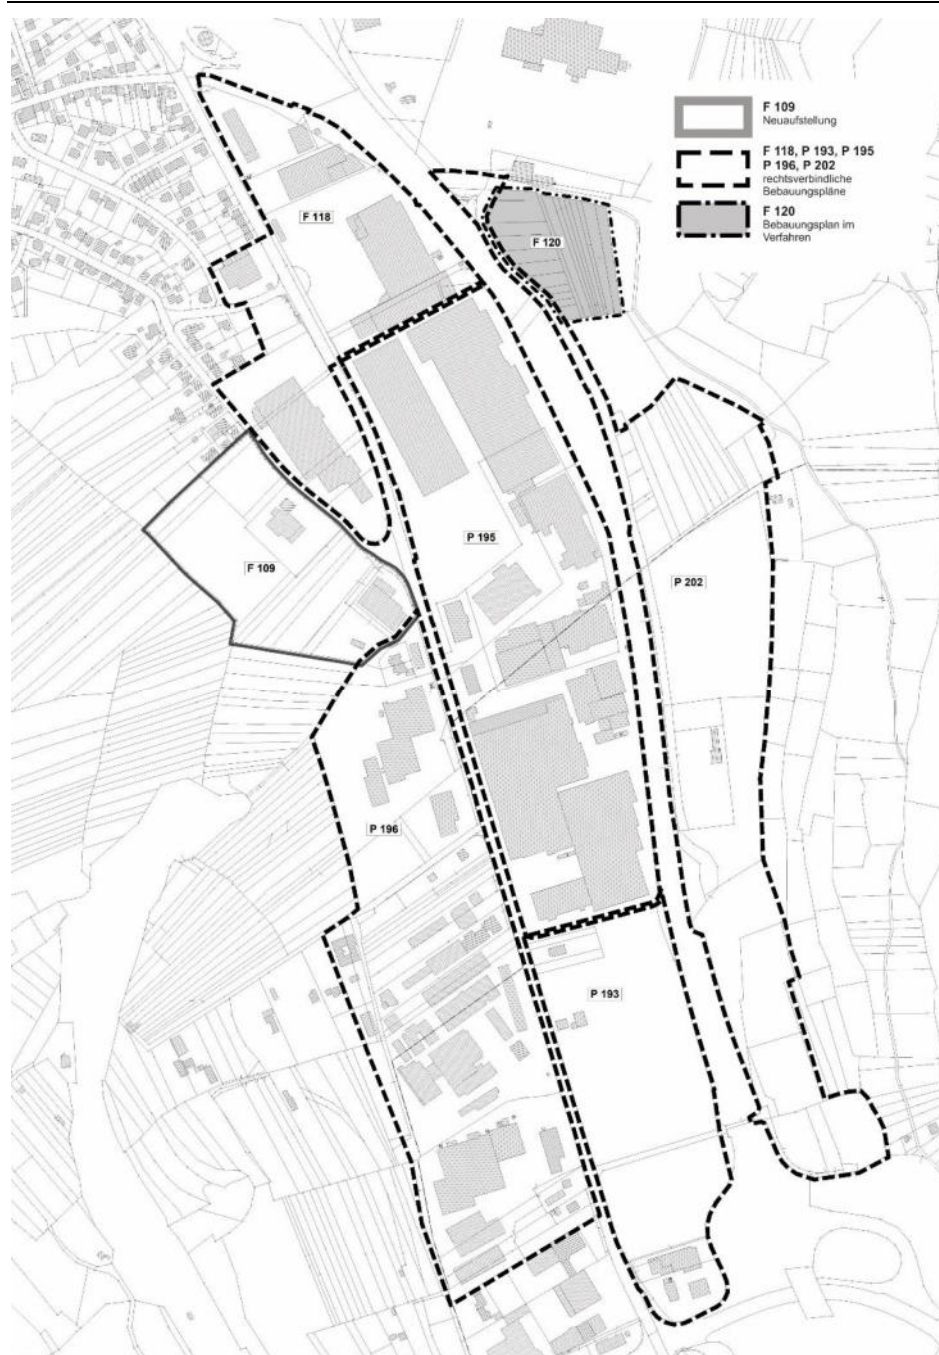 F 109
Neuaufstellung
F 118, P 193, P 195
P 196, P 202
rechtsverbindliche
Bebauungspläne
F 120
Bebauungsplan im
Verfahren
F 118
F 120
P 195
F 109
P 202
P 196
P 193